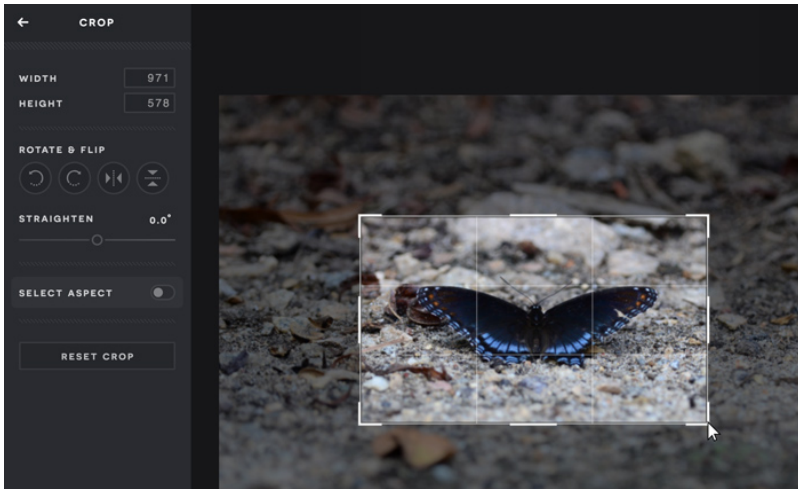 CROP
WIDTH 971
HEIGHT 578
ROTATE & FLIP
STRAIGHTEN 0.0°
SELECT ASPECT
RESET CROP